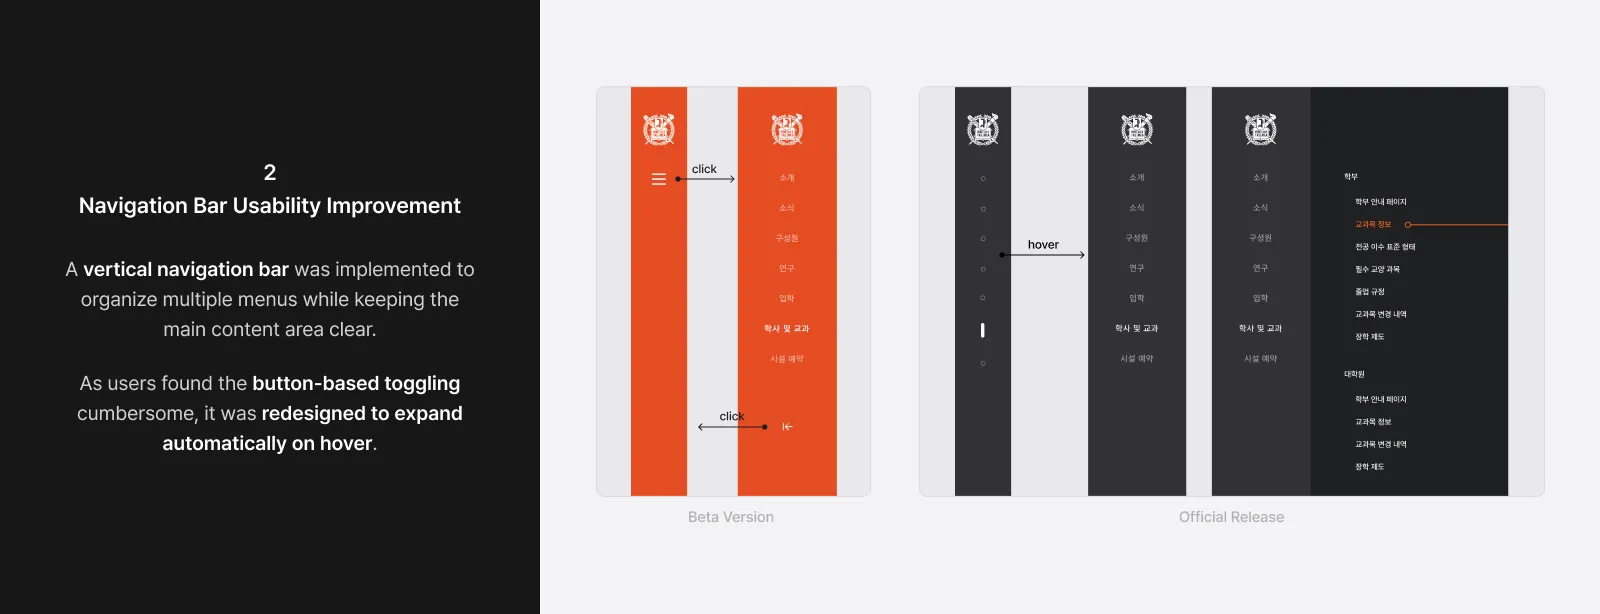 2
Navigation Bar Usability Improvement
A vertical navigation bar was implemented to
organize multiple menus while keeping the
main content area clear.
As users found the button-based toggling
cumbersome, it was redesigned to expand
automatically on hover.
click
소개
소식
구성원
연구
입학
학사 및 교과
시설 예약
click
Beta Version
hover
소개
소식
구성원
연구
입학
학사 및 교과
시설 예약
소개
소식
구성원
연구
입학
학사 및 교과
시설 예약
학부
학부 안내 페이지
교과목 정보
전공 이수 표준 형태
필수 교양 과목
졸업 규정
교과목 변경 내역
장학 제도
대학원
학부 안내 페이지
교과목 정보
교과목 변경 내역
장학 제도
Official Release